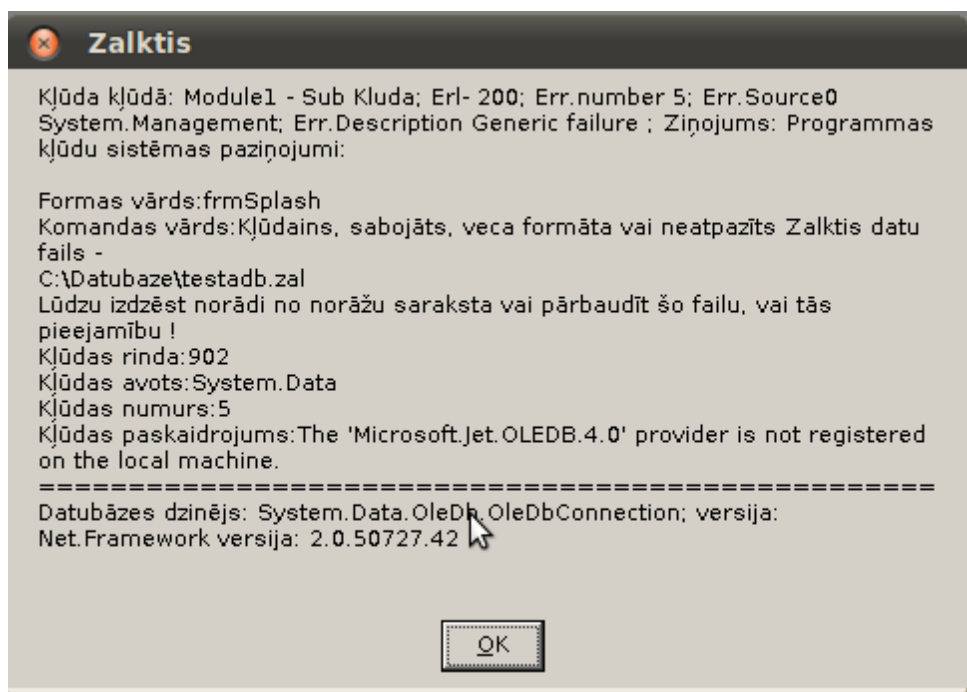 Zalktis
Kļūda kļūdā: Module1 - Sub Kluda; Erl- 200; Err.number 5; Err.Source0
System.Management; Err.Description Generic failure ; Ziņojums: Programmas
kļūdu sistēmas paziņojumi:
Formas vārds:frmSplash
Komandas vārds:Kļūdains, sabojāts, veca formāta vai neatpazīts Zalktis datu
fails -
C:\Datubaze\testadb.zal
Lūdzu izdzēst norādi no norāžu saraksta vai pārbaudīt šo failu, vai tās
pieejamību !
Kļūdas rinda:902
Kļūdas avots:System.Data
Kļūdas numurs:5
Kļūdas paskaidrojums:The 'Microsoft.Jet.OLEDB.4.0' provider is not registered
on the local machine.
==================================================
Datubāzes dzinējs: System.Data.OleDb.OleDbConnection; versija:
Net.Framework versija: 2.0.50727.42
OK